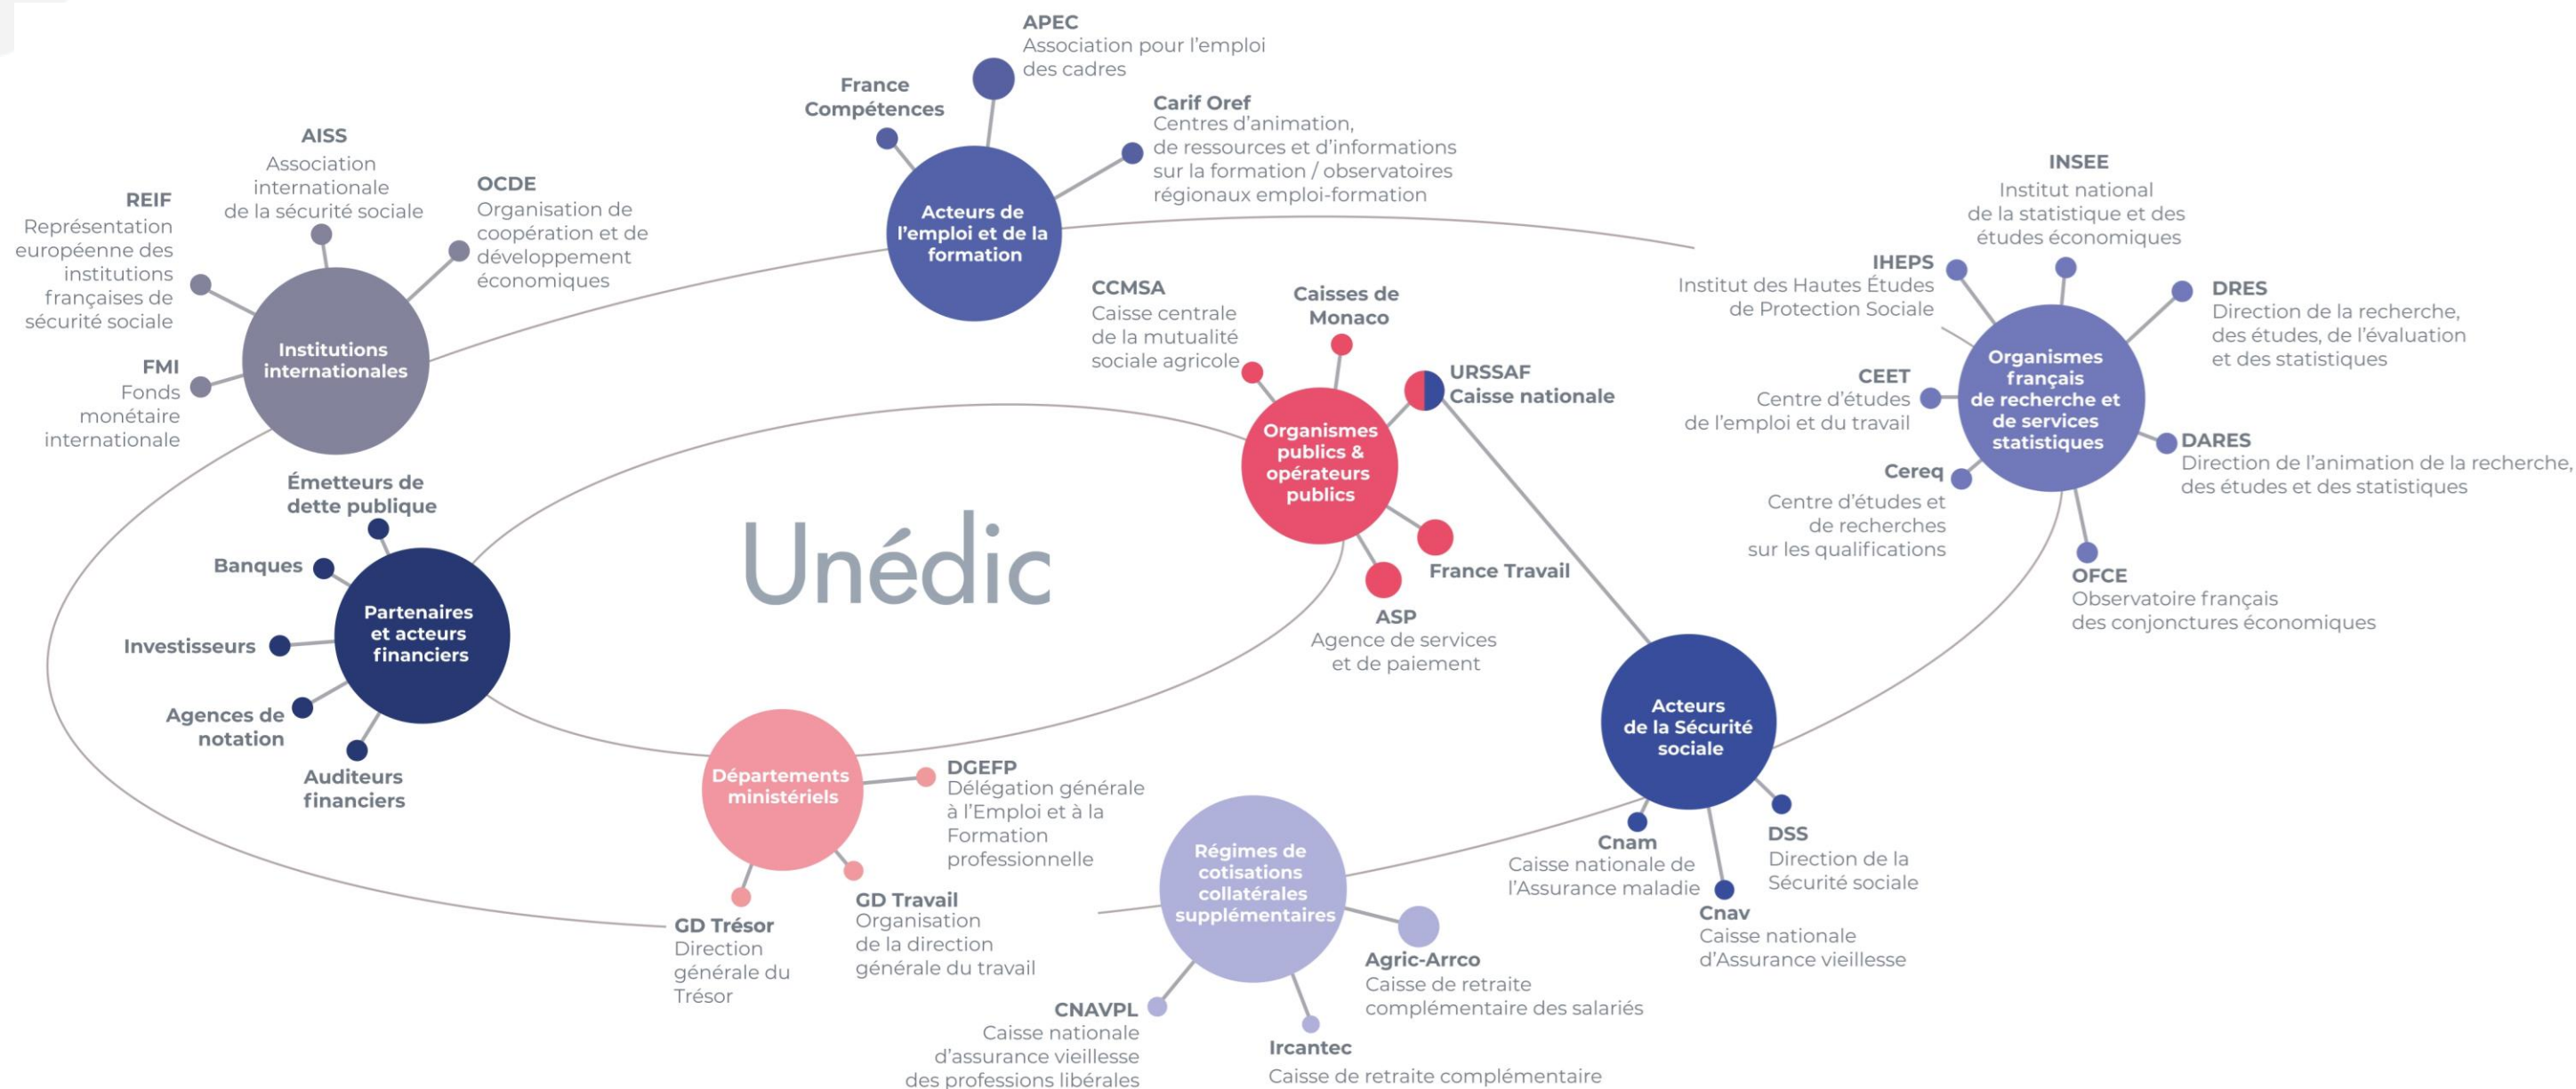 APEC
Association pour l'emploi
des cadres
France
Compétences
Carif Oref
Centres d'animation,
de ressources et d'informations
sur la formation / observatoires
régionaux emploi-formation
Acteurs de
l'emploi et de la
formation
AISS
Association
internationale
de la sécurité sociale
OCDE
Organisation de
coopération et de
développement
économiques
REIF
Représentation
européenne des
institutions
françaises de
sécurité sociale
FMI
Fonds
monétaire
internationale
Institutions
internationales
INSEE
Institut national
de la statistique et des
études économiques
IHEPS
Institut des Hautes Études
de Protection Sociale
DRES
Direction de la recherche,
des études, de l'évaluation
et des statistiques
CEET
Centre d'études
de l'emploi et du travail
Organismes
français
de recherche et
de services
statistiques
DARES
Direction de l'animation de la recherche,
des études et des statistiques
Cereq
Centre d'études et
de recherches
sur les qualifications
OFCE
Observatoire français
des conjonctures économiques
CCMSA
Caisse centrale
de la mutualité
sociale agricole
Caisses de
Monaco
URSSAF
Caisse nationale
Organismes
publics &
opérateurs
publics
France Travail
ASP
Agence de services
et de paiement
Unédic
Émetteurs de
dette publique
Banques
Investisseurs
Agences de
notation
Auditeurs
financiers
Partenaires
et acteurs
financiers
Départements
ministériels
DGEFP
Délégation générale
à l'Emploi et à la
Formation
professionnelle
GD Travail
Organisation
de la direction
générale du travail
GD Trésor
Direction
générale du
Trésor
Acteurs
de la Sécurité
sociale
Cnam
Caisse nationale de
l'Assurance maladie
DSS
Direction de la
Sécurité sociale
Cnav
Caisse nationale
d'Assurance vieillesse
Régimes de
cotisations
collatérales
supplémentaires
Agric-Arrco
Caisse de retraite
complémentaire des salariés
CNAVPL
Caisse nationale
d'assurance vieillesse
des professions libérales
Ircantec
Caisse de retraite complémentaire